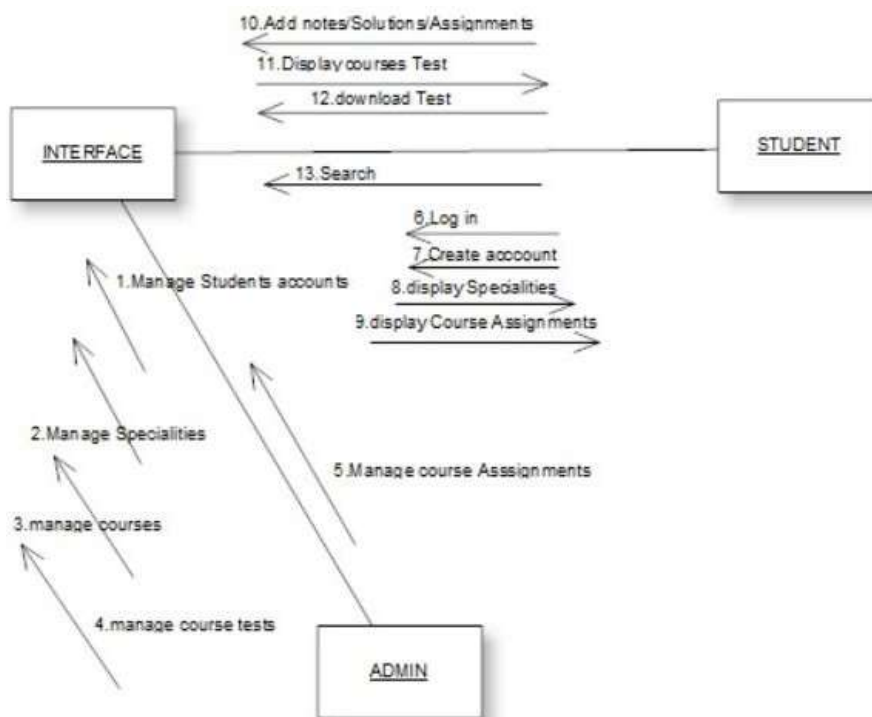 10.Add notes/Solutions/Assignments
11.Display courses Test
12.download Test
INTERFACE
STUDENT
13.Search
6.Log in
7.Create acccount
1.Manage Students accounts
8.display Specialities
9.display Course Assignments
2.Manage Specialities
5.Manage course Asssignments
3.manage courses
4.manage course tests
ADMIN